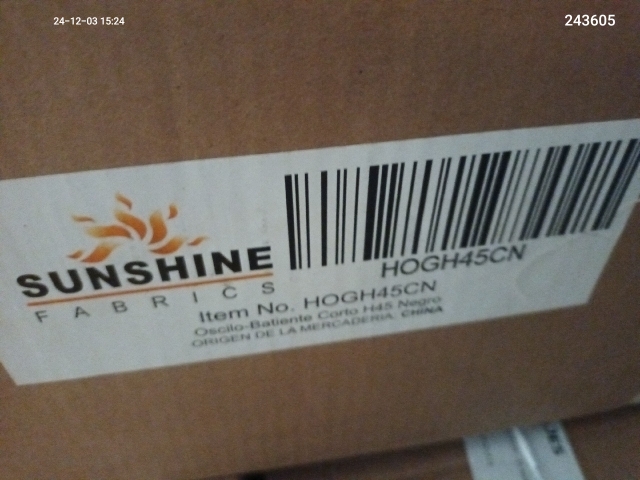 24-12-03 15:24
243605
SUNSHINE
FABRICS
HOGH45CN
Item No. HOGH45CN
Oscilo-Batiente Corto H45 Negro
ORIGEN DE LA MERCADERIA: CHINA